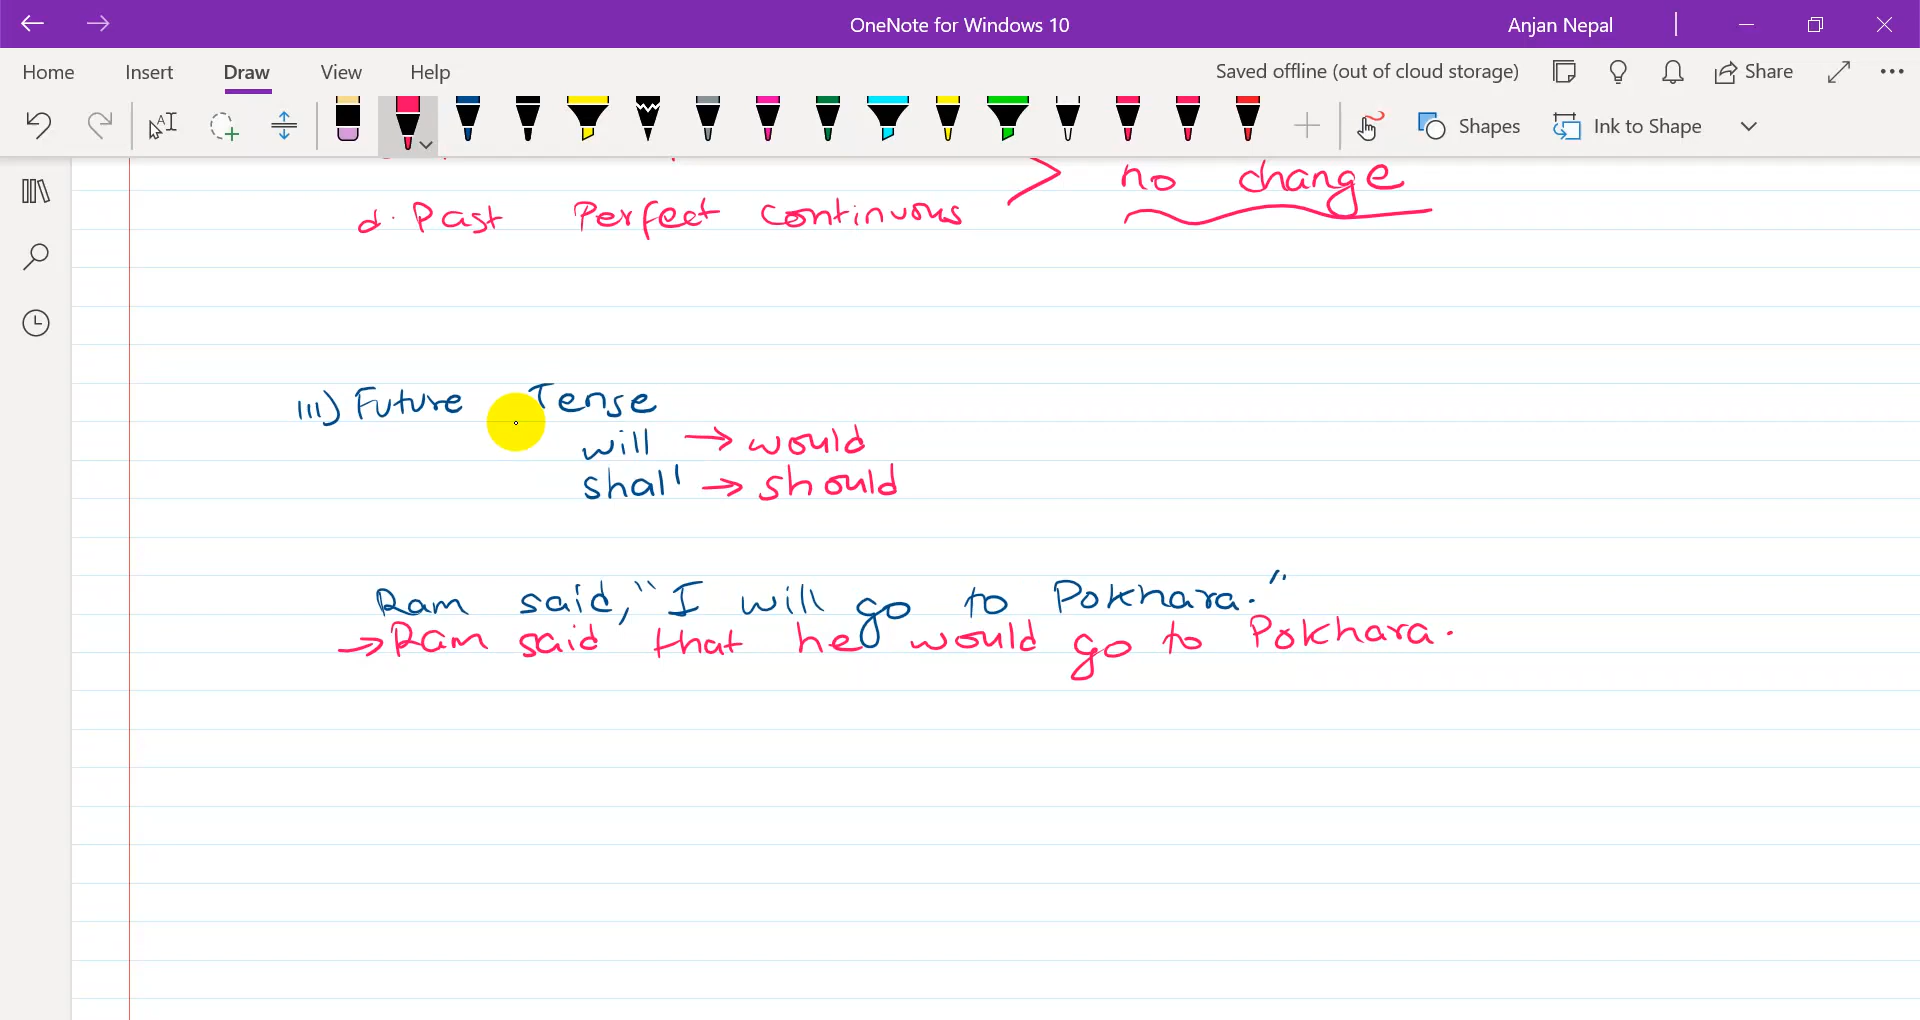 OneNote for Windows 10
Anjan Nepal
Home Insert Draw View Help
Saved offline (out of cloud storage)
Share
Shapes
Ink to Shape
no change
d. Past Perfect continuous
iii) Future Tense
will → would
shall → should
Ram said, "I will go to Pokhara."
→ Ram said that he would go to Pokhara.